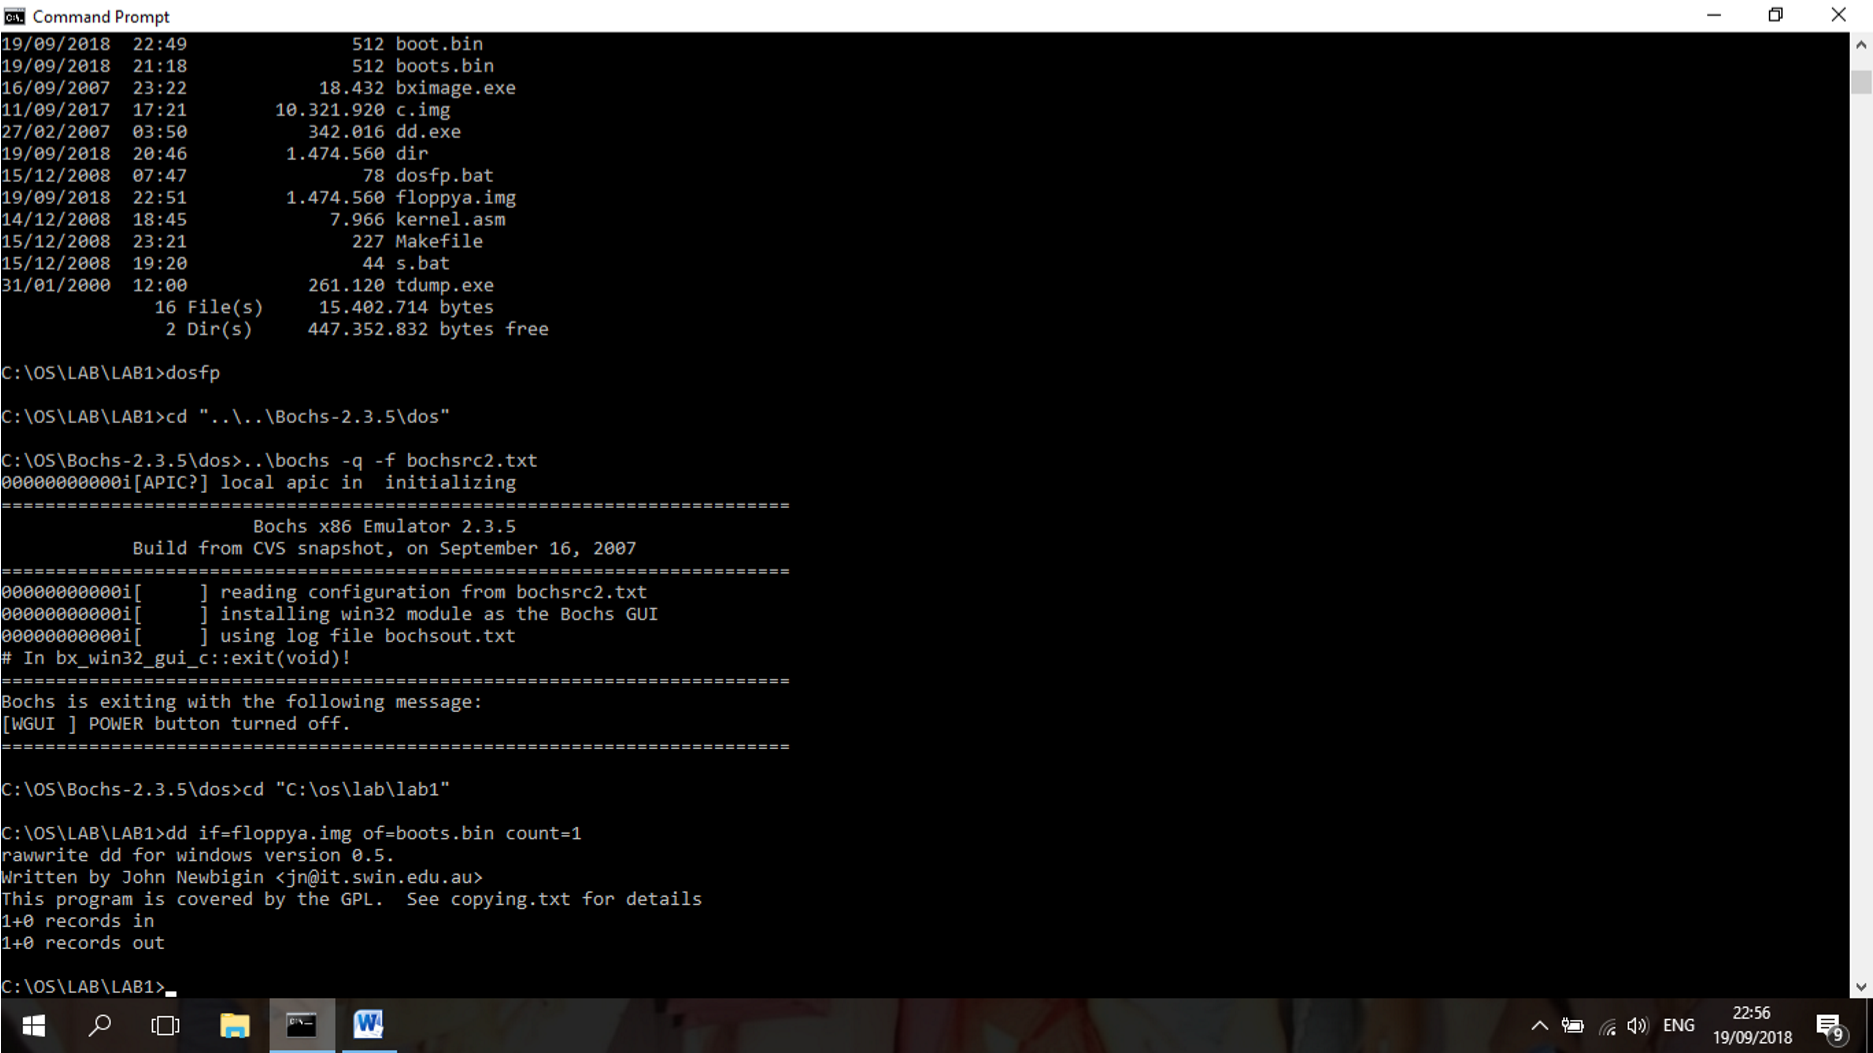 Command Prompt
19/09/2018  22:49               512 boot.bin
19/09/2018  21:18               512 boots.bin
16/09/2007  23:22            18.432 bximage.exe
11/09/2017  17:21        10.321.920 c.img
27/02/2007  03:50           342.016 dd.exe
19/09/2018  20:46         1.474.560 dir
15/12/2008  07:47                78 dosfp.bat
19/09/2018  22:51         1.474.560 floppya.img
14/12/2008  18:45             7.966 kernel.asm
15/12/2008  23:21               227 Makefile
15/12/2008  19:20                44 s.bat
31/01/2000  12:00           261.120 tdump.exe
              16 File(s)     15.402.714 bytes
               2 Dir(s)     447.352.832 bytes free
C:\OS\LAB\LAB1>dosfp
C:\OS\LAB\LAB1>cd "..\..\Bochs-2.3.5\dos"
C:\OS\Bochs-2.3.5\dos>..\bochs -q -f bochsrc2.txt
00000000000i[APIC?] local apic in  initializing
========================================================================
                       Bochs x86 Emulator 2.3.5
            Build from CVS snapshot, on September 16, 2007
========================================================================
00000000000i[     ] reading configuration from bochsrc2.txt
00000000000i[     ] installing win32 module as the Bochs GUI
00000000000i[     ] using log file bochsout.txt
# In bx_win32_gui_c::exit(void)!
========================================================================
Bochs is exiting with the following message:
[WGUI ] POWER button turned off.
========================================================================
C:\OS\Bochs-2.3.5\dos>cd "C:\os\lab\lab1"
C:\OS\LAB\LAB1>dd if=floppya.img of=boots.bin count=1
rawwrite dd for windows version 0.5.
Written by John Newbigin <jn@it.swin.edu.au>
This program is covered by the GPL.  See copying.txt for details
1+0 records in
1+0 records out
C:\OS\LAB\LAB1>
ENG
22:56
19/09/2018
9